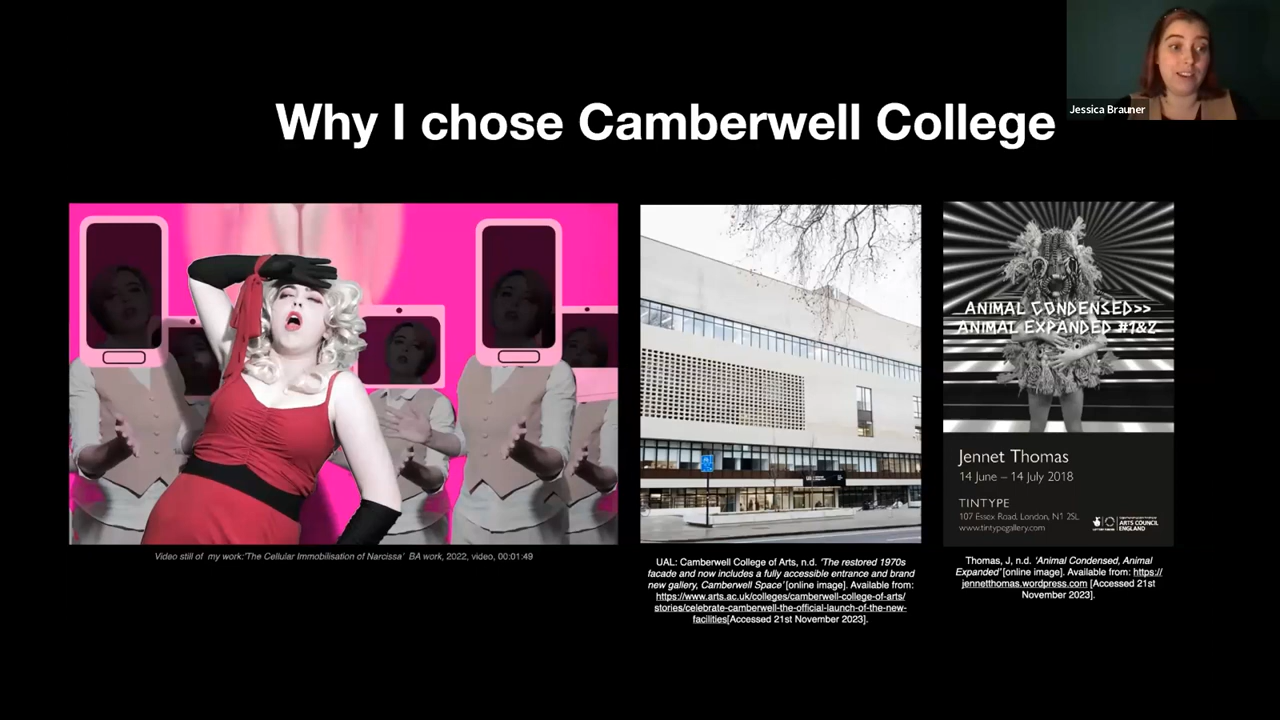 Jessica Brauner
Why I chose Camberwell College
ANIMAL CONDENSED>>
ANIMAL EXPANDED #1&2
Jennet Thomas
14 June – 14 July 2018
TINTYPE
107 Essex Road, London, N1 2SL
www.tintypegallery.com
ARTS COUNCIL
ENGLAND
Video still of my work:'The Cellular Immobilisation of Narcissa' BA work, 2022, video, 00:01:49
UAL: Camberwell College of Arts, n.d. 'The restored 1970s
facade and now includes a fully accessible entrance and brand
new gallery, Camberwell Space' [online image]. Available from:
https://www.arts.ac.uk/colleges/camberwell-college-of-arts/
stories/celebrate-camberwell-the-official-launch-of-the-new-
facilities[Accessed 21st November 2023].
Thomas, J, n.d. 'Animal Condensed, Animal
Expanded' [online image]. Available from: https://
jennetthomas.wordpress.com [Accessed 21st
November 2023].